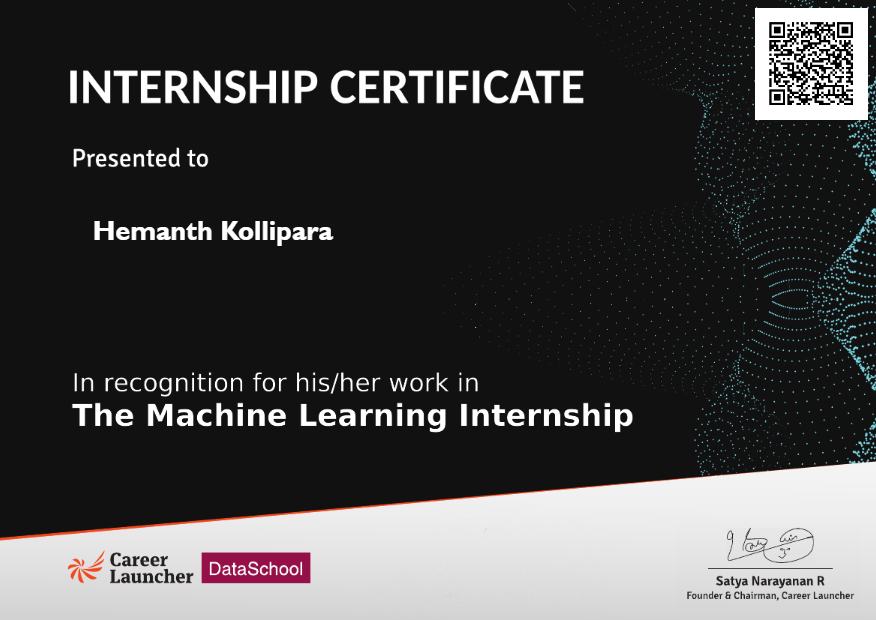 INTERNSHIP CERTIFICATE
Presented to
Hemanth Kollipara
In recognition for his/her work in
The Machine Learning Internship
Career
Launcher
DataSchool
Satya Narayanan R
Founder & Chairman, Career Launcher